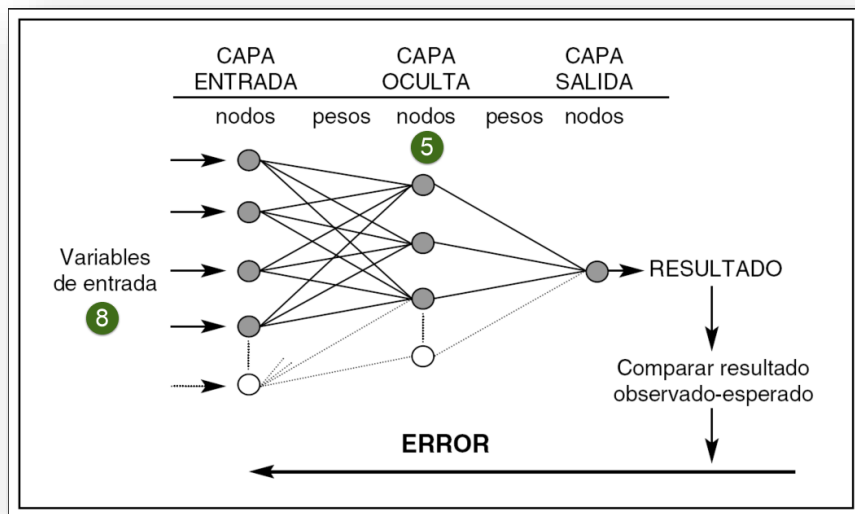 CAPA
ENTRADA
CAPA
OCULTA
CAPA
SALIDA
nodos pesos nodos pesos nodos
5
Variables
de entrada
8
RESULTADO
Comparar resultado
observado-esperado
ERROR